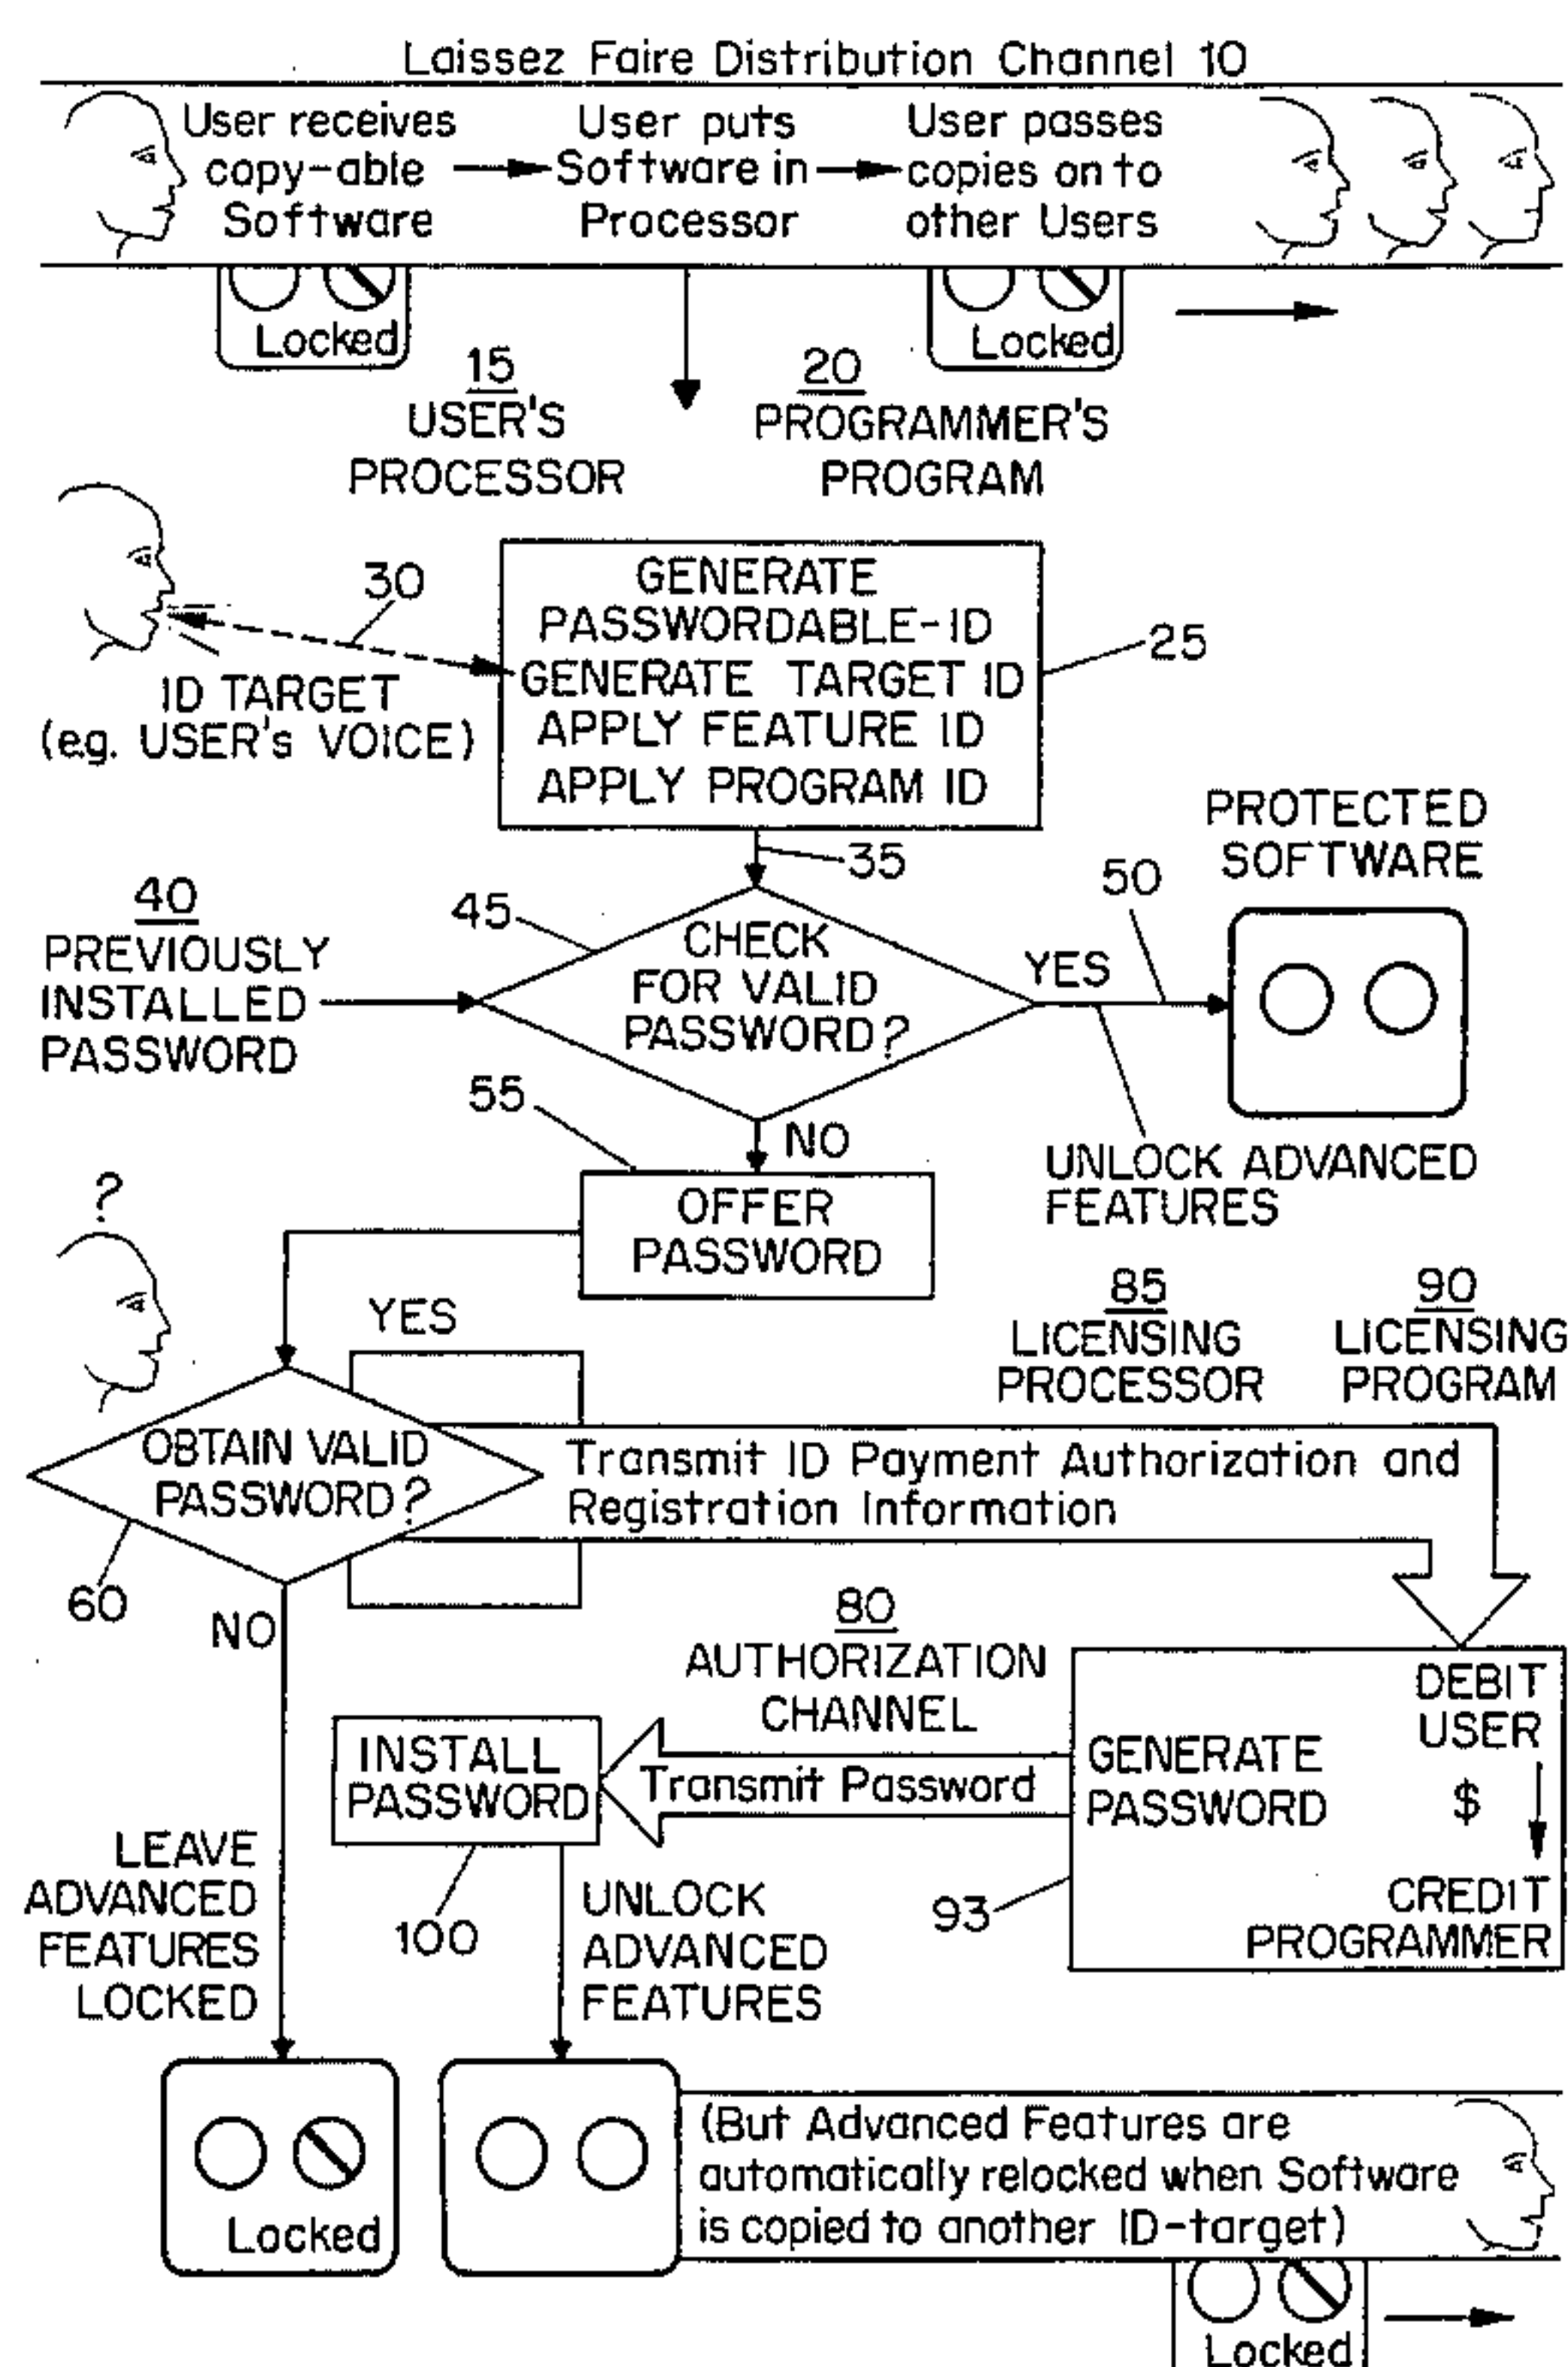 Laissez Faire Distribution Channel 10
User receives
copy-able
Software
User puts
Software in
Processor
User passes
copies on to
other Users
Locked
Locked
15
USER'S
PROCESSOR
20
PROGRAMMER'S
PROGRAM
30
ID TARGET
(e.g. USER's VOICE)
GENERATE
PASSWORDABLE-ID
GENERATE TARGET ID
APPLY FEATURE ID
APPLY PROGRAM ID
25
35
40
PREVIOUSLY
INSTALLED
PASSWORD
45
CHECK
FOR VALID
PASSWORD?
YES
50
PROTECTED
SOFTWARE
UNLOCK ADVANCED
FEATURES
NO
55
OFFER
PASSWORD
?
YES
85
LICENSING
PROCESSOR
90
LICENSING
PROGRAM
OBTAIN VALID
PASSWORD?
Transmit ID Payment Authorization and
Registration Information
60
NO
80
AUTHORIZATION
CHANNEL
INSTALL
PASSWORD
Transmit Password
GENERATE
PASSWORD
DEBIT
USER
$
CREDIT
PROGRAMMER
93
100
LEAVE
ADVANCED
FEATURES
LOCKED
UNLOCK
ADVANCED
FEATURES
Locked
(But Advanced Features are
automatically relocked when Software
is copied to another ID-target)
Locked